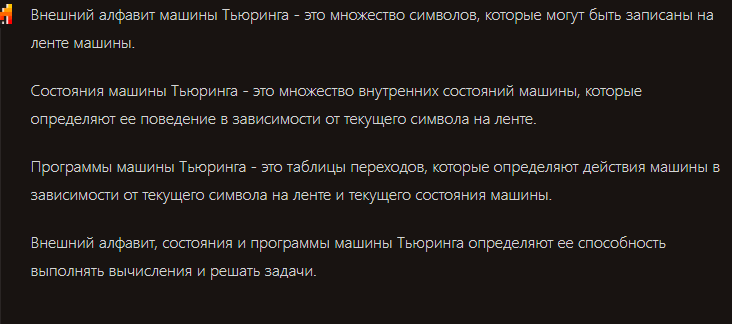 Внешний алфавит машины Тьюринга - это множество символов, которые могут быть записаны на
ленте машины.
Состояния машины Тьюринга - это множество внутренних состояний машины, которые
определяют ее поведение в зависимости от текущего символа на ленте.
Программы машины Тьюринга - это таблицы переходов, которые определяют действия машины в
зависимости от текущего символа на ленте и текущего состояния машины.
Внешний алфавит, состояния и программы машины Тьюринга определяют ее способность
выполнять вычисления и решать задачи.